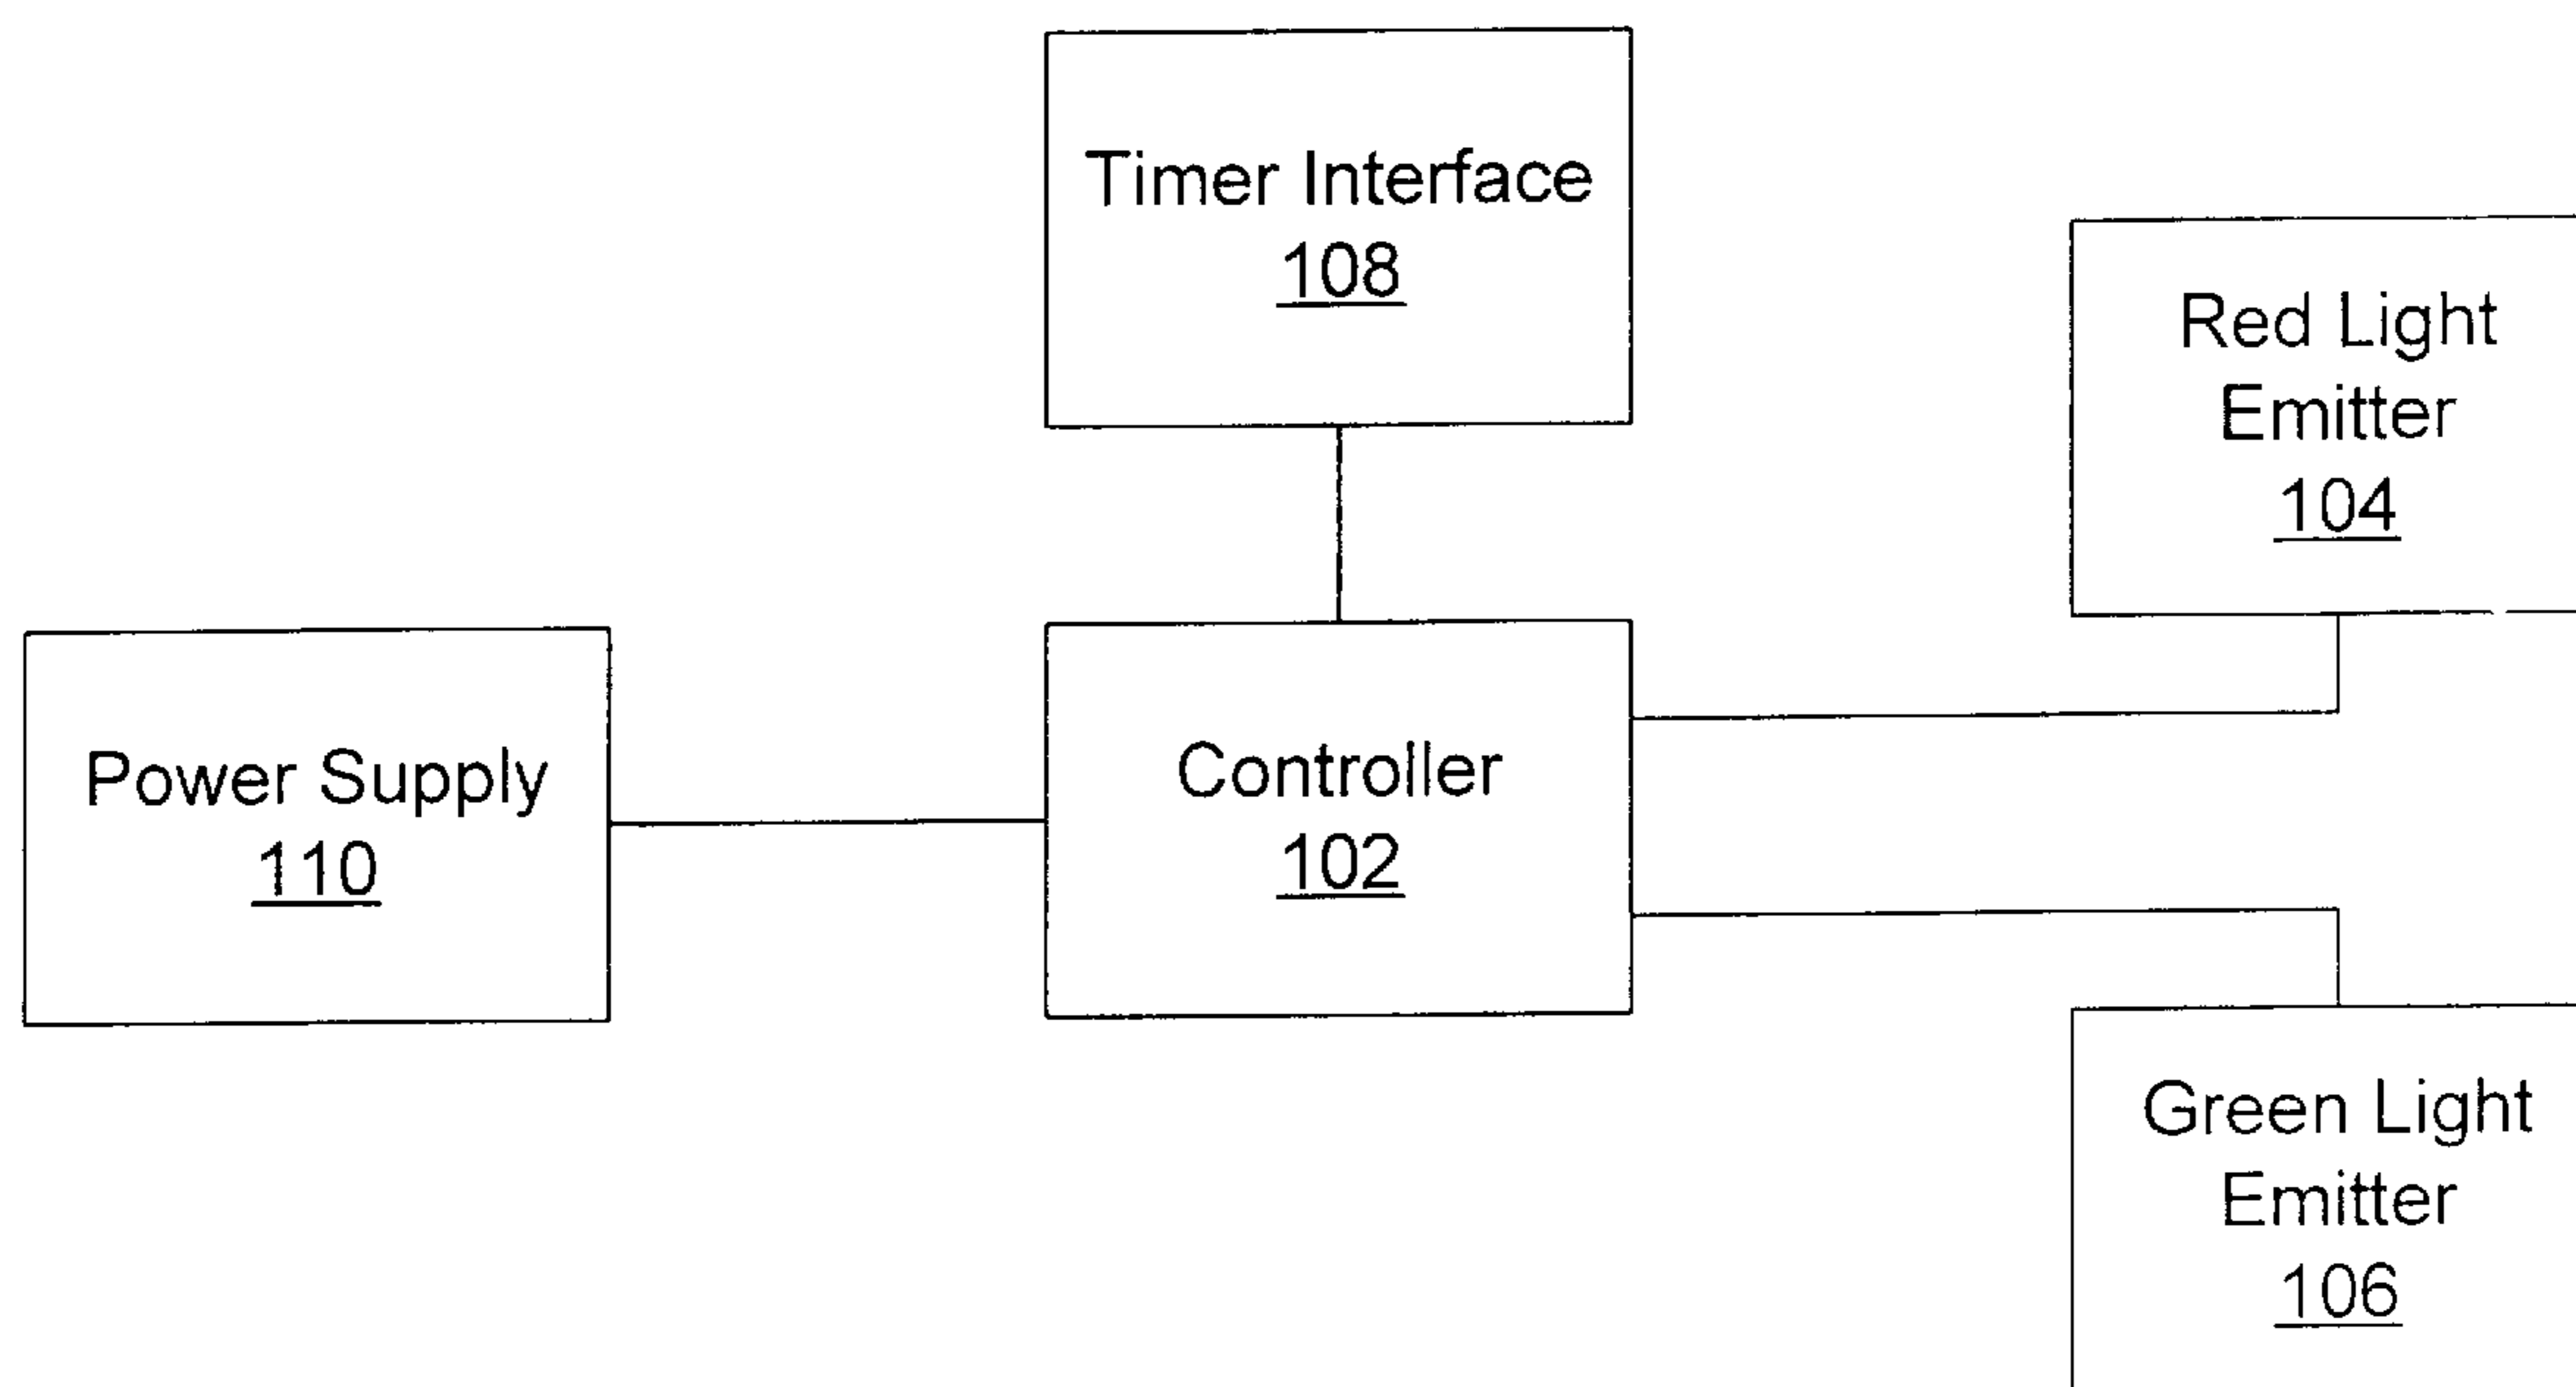 Timer Interface
108
Red Light
Emitter
104
Power Supply
110
Controller
102
Green Light
Emitter
106